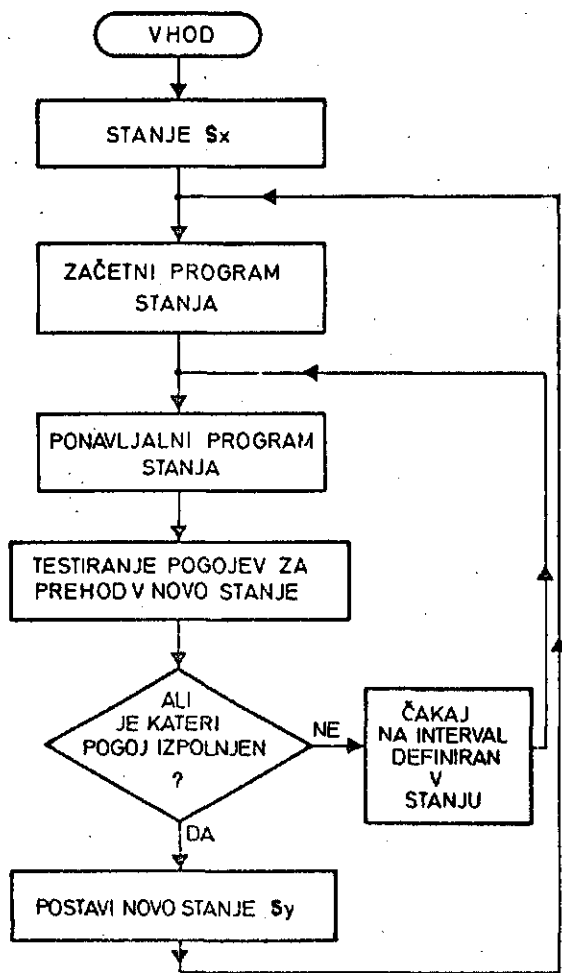 VHOD
STANJE Sx
ZAČETNI PROGRAM
STANJA
PONAVLJALNI PROGRAM
STANJA
TESTIRANJE POGOJEV ZA
PREHOD V NOVO STANJE
ALI
JE KATERI
POGOJ IZPOLNJEN
?
NE
ČAKAJ
NA INTERVAL
DEFINIRAN
V
STANJU
DA
POSTAVI NOVO STANJE Sy